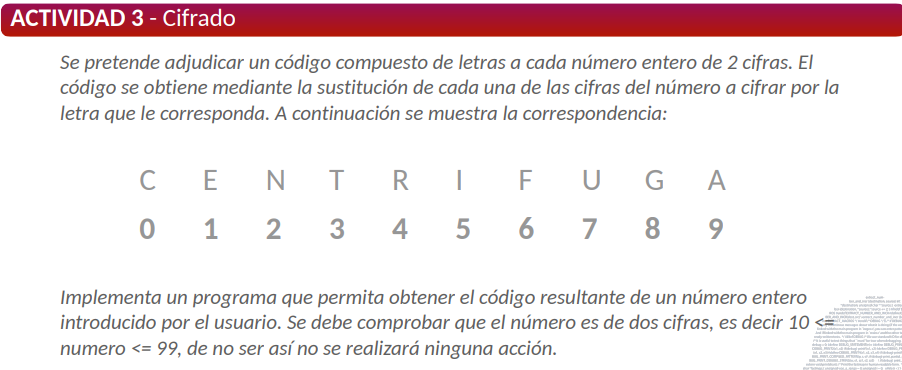 ACTIVIDAD 3 - Cifrado
Se pretende adjudicar un código compuesto de letras a cada número entero de 2 cifras. El
código se obtiene mediante la sustitución de cada una de las cifras del número a cifrar por la
letra que le corresponda. A continuación se muestra la correspondencia:
C E N T R I F U G A
0 1 2 3 4 5 6 7 8 9
Implementa un programa que permita obtener el código resultante de un número entero
introducido por el usuario. Se debe comprobar que el número es de dos cifras, es decir 10 <=
numero <= 99, de no ser así no se realizará ninguna acción.